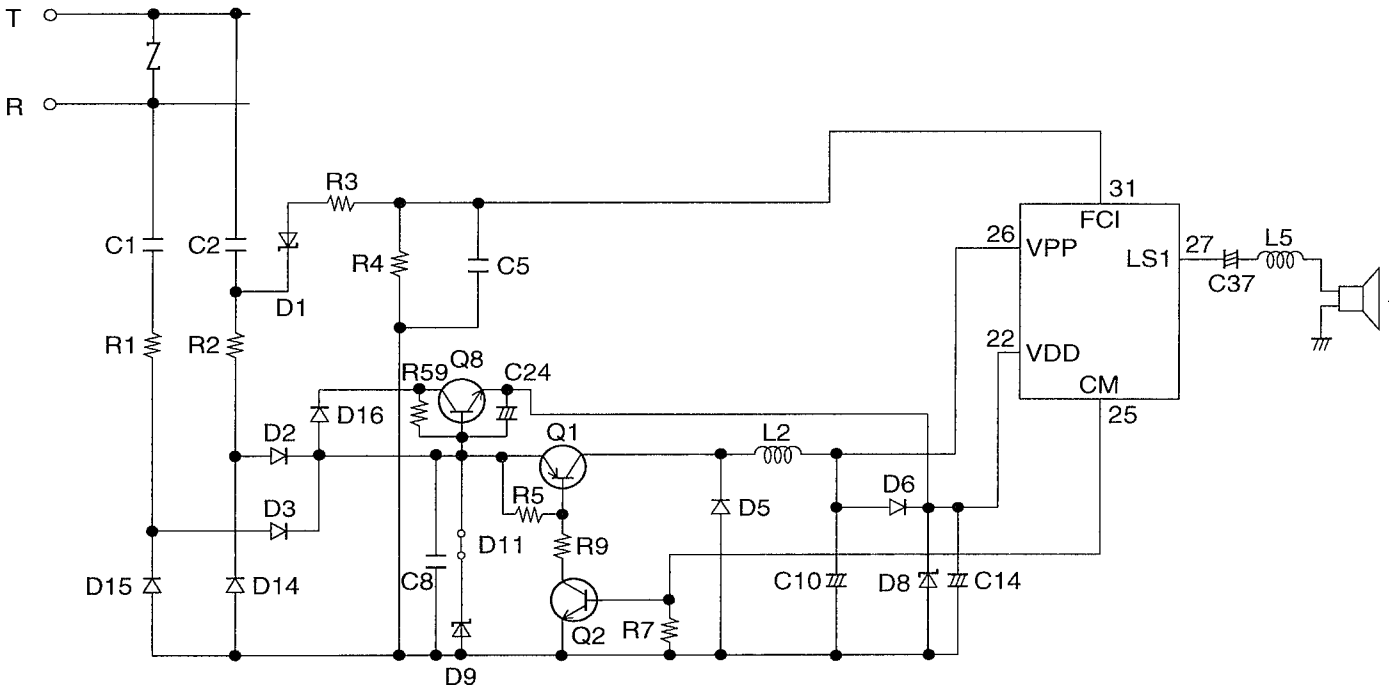 T
R
R3
31
FCI
26
VPP
27
L5
LS1
C37
C1
C2
D1
R4
C5
R1
R2
22
VDD
CM
25
R59
Q8
C24
D16
Q1
L2
D2
D3
R5
D5
D6
D11
R9
D15
D14
C8
C10
D8
C14
Q2
R7
D9